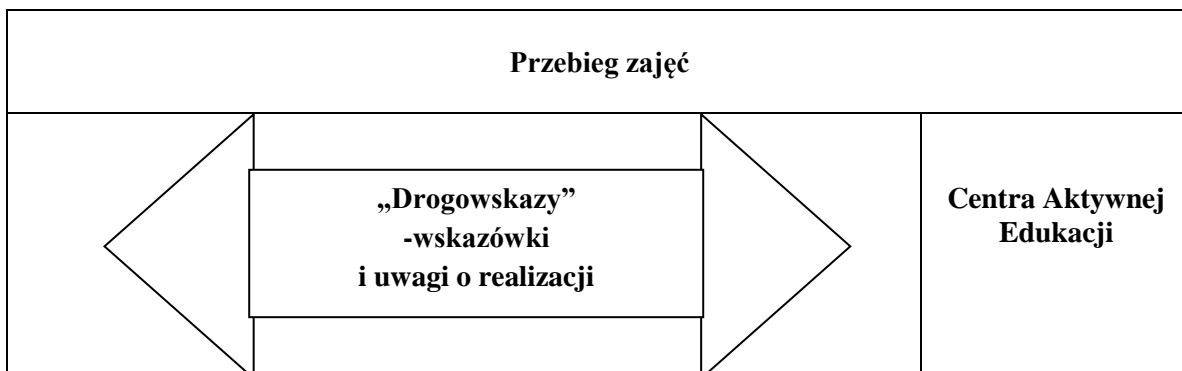 Przebieg zajęć
„Drogowskazy”
-wskazówki
i uwagi o realizacji
Centra Aktywnej
Edukacji